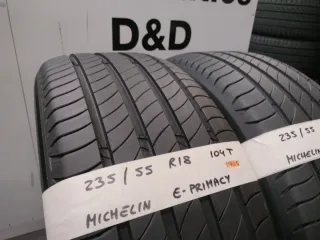 D&D
235/55 R18 104T
MICHELIN E-PRIMACY
235/55
MICHELIN